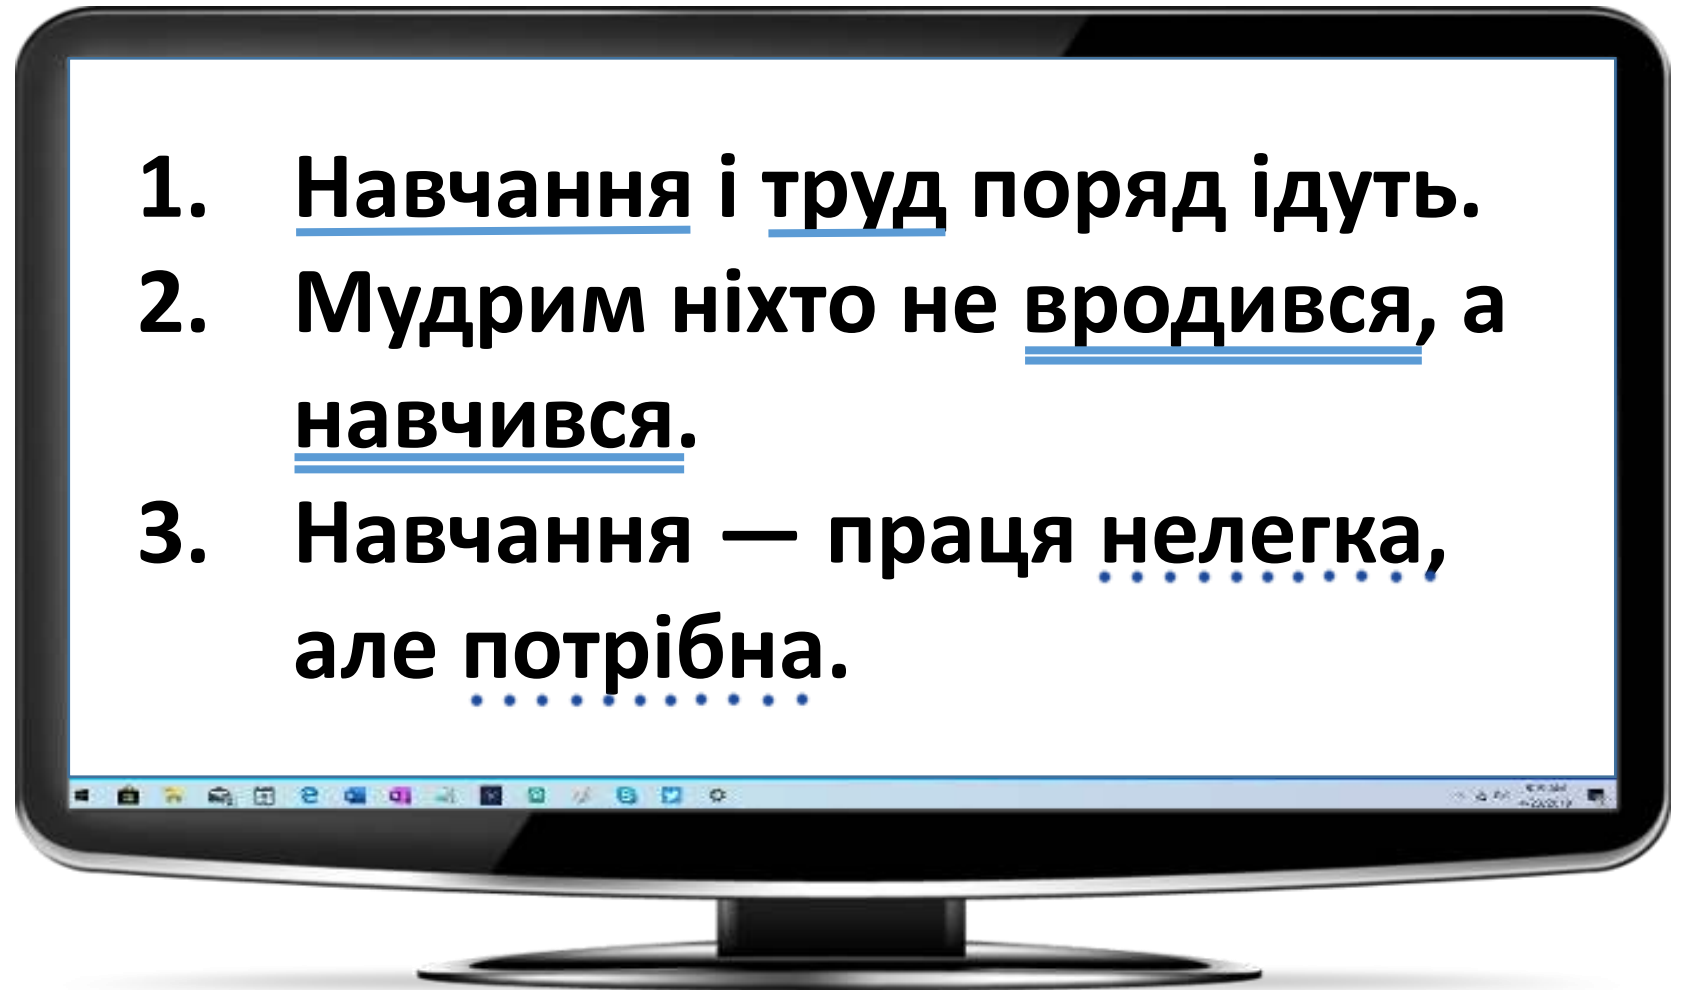 1. Навчання і труд поряд ідуть.
2. Мудрим ніхто не вродився, а
навчився.
3. Навчання — праця нелегка,
але потрібна.